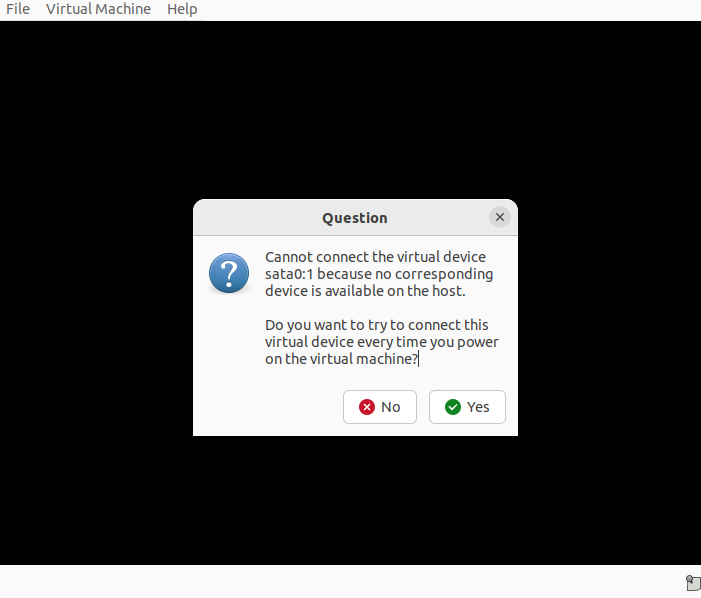 File Virtual Machine Help
Question
Cannot connect the virtual device
sata0:1 because no corresponding
device is available on the host.
Do you want to try to connect this
virtual device every time you power
on the virtual machine?
No Yes